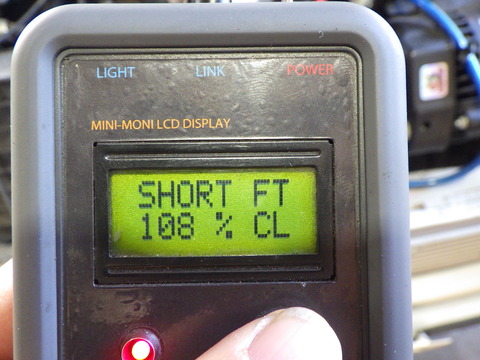 LIGHT LINK POWER
MINI-MONI LCD DISPLAY
SHORT FT
108 % CL